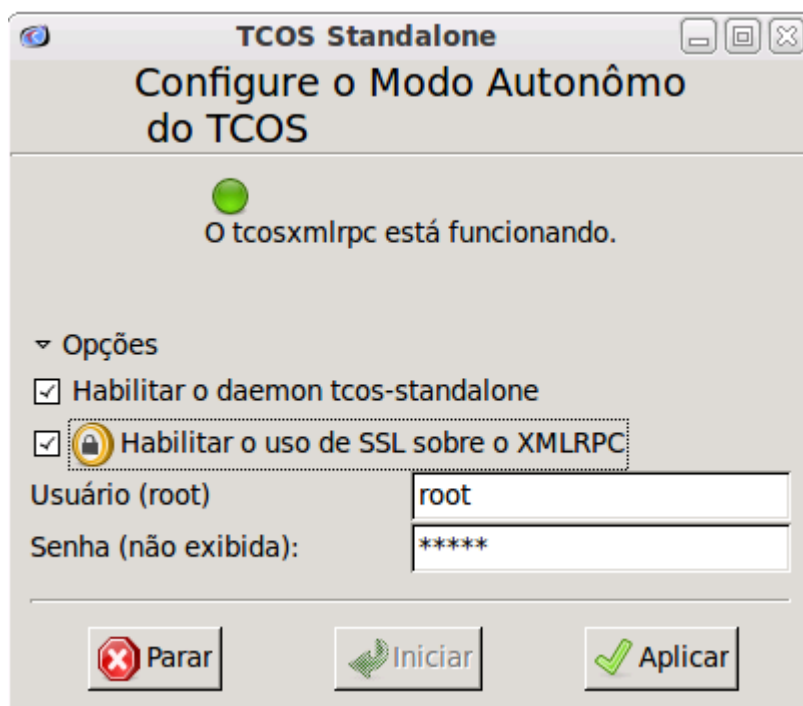 TCOS Standalone
Configure o Modo Autonômo
do TCOS
O tcosxmlrpc está funcionando.
Opções
Habilitar o daemon tcos-standalone
Habilitar o uso de SSL sobre o XMLRPC
Usuário (root)
root
Senha (não exibida):
*****
Parar
Iniciar
Aplicar